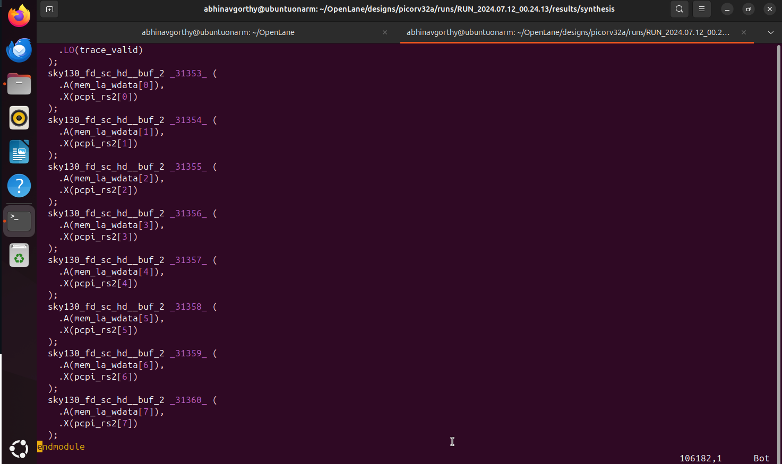 abhinavgorthy@ubuntuonarm: ~/OpenLane/designs/picorv32a/runs/RUN_2024.07.12_00.24.13/results/synthesis
abhinavgorthy@ubuntuonarm: ~/OpenLane
abhinavgorthy@ubuntuonarm: ~/OpenLane/designs/picorv32a/runs/RUN_2024.07.12_00.2...
.LO(trace_valid)
);
sky130_fd_sc_hd__buf_2 _31353_ (
.A(mem_la_wdata[0]),
.X(pcpi_rs2[0])
);
sky130_fd_sc_hd__buf_2 _31354_ (
.A(mem_la_wdata[1]),
.X(pcpi_rs2[1])
);
sky130_fd_sc_hd__buf_2 _31355_ (
.A(mem_la_wdata[2]),
.X(pcpi_rs2[2])
);
sky130_fd_sc_hd__buf_2 _31356_ (
.A(mem_la_wdata[3]),
.X(pcpi_rs2[3])
);
sky130_fd_sc_hd__buf_2 _31357_ (
.A(mem_la_wdata[4]),
.X(pcpi_rs2[4])
);
sky130_fd_sc_hd__buf_2 _31358_ (
.A(mem_la_wdata[5]),
.X(pcpi_rs2[5])
);
sky130_fd_sc_hd__buf_2 _31359_ (
.A(mem_la_wdata[6]),
.X(pcpi_rs2[6])
);
sky130_fd_sc_hd__buf_2 _31360_ (
.A(mem_la_wdata[7]),
.X(pcpi_rs2[7])
);
endmodule
106182,1 Bot